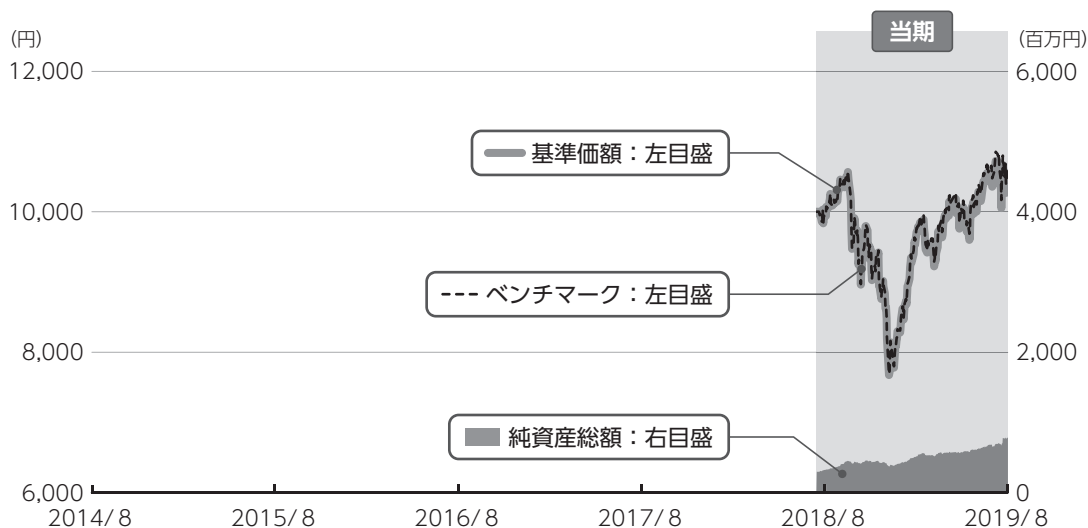 当期
(円) (百万円)
12,000 6,000
基準価額：左目盛
10,000 4,000
ベンチマーク：左目盛
8,000 2,000
純資産総額：右目盛
6,000 0
2014/8 2015/8 2016/8 2017/8 2018/8 2019/8